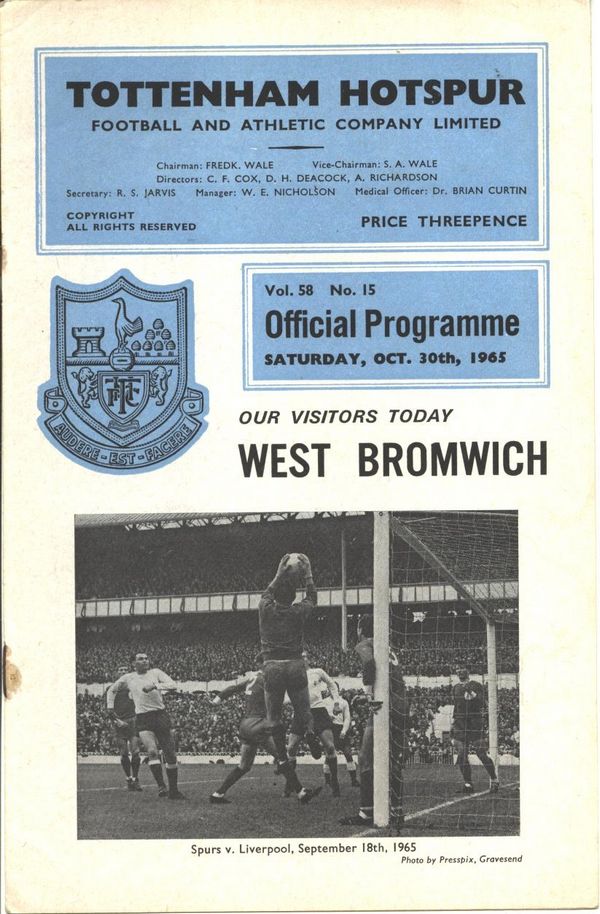 TOTTENHAM HOTSPUR
FOOTBALL AND ATHLETIC COMPANY LIMITED
Chairman: FREDK. WALE Vice-Chairman: S. A. WALE
Directors: C. F. COX, D. H. DEACOCK, A. RICHARDSON
Secretary: R. S. JARVIS Manager: W. E. NICHOLSON Medical Officer: Dr. BRIAN CURTIN
COPYRIGHT
ALL RIGHTS RESERVED
PRICE THREEPENCE
Vol. 58 No. 15
Official Programme
SATURDAY, OCT. 30th, 1965
AUDERE - EST - FACERE
OUR VISITORS TODAY
WEST BROMWICH
Spurs v. Liverpool, September 18th, 1965
Photo by Presspix, Gravesend